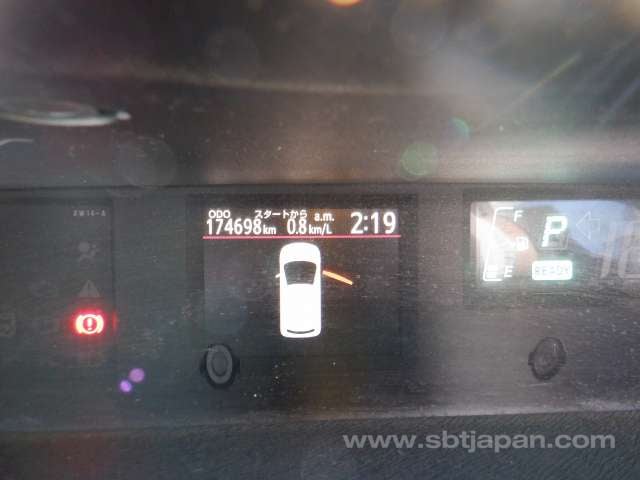 ODO スタートから a.m.
174698km 0.8km/L 2:19
F
P
E
READY
www.sbtjapan.com